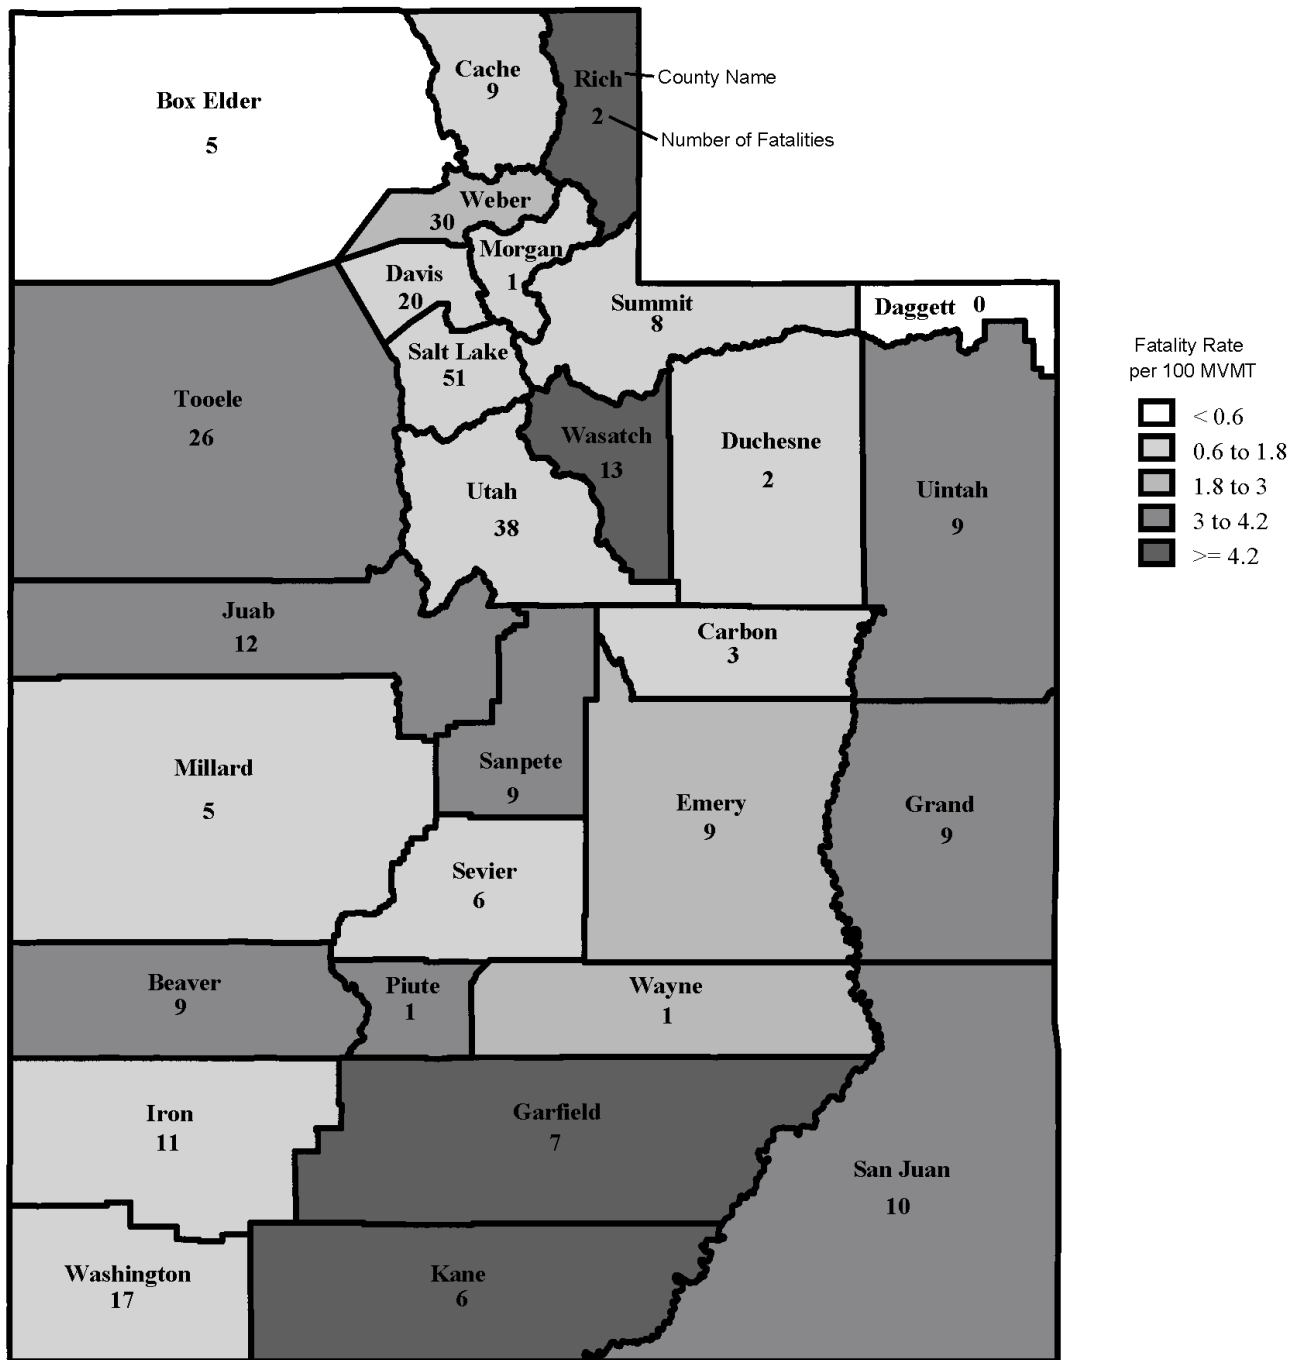 Cache
9
Rich
County Name
Box Elder
2
5
Number of Fatalities
Weber
30
Morgan
1
Davis
20
Summit
8
Daggett 0
Salt Lake
51
Fatality Rate
per 100 MVMT
< 0.6
0.6 to 1.8
1.8 to 3
3 to 4.2
>= 4.2
Tooele
26
Wasatch
13
Duchesne
2
Utah
38
Uintah
9
Juab
12
Carbon
3
Millard
5
Sanpete
9
Emery
9
Grand
9
Sevier
6
Beaver
9
Piute
1
Wayne
1
Iron
11
Garfield
7
San Juan
10
Washington
17
Kane
6